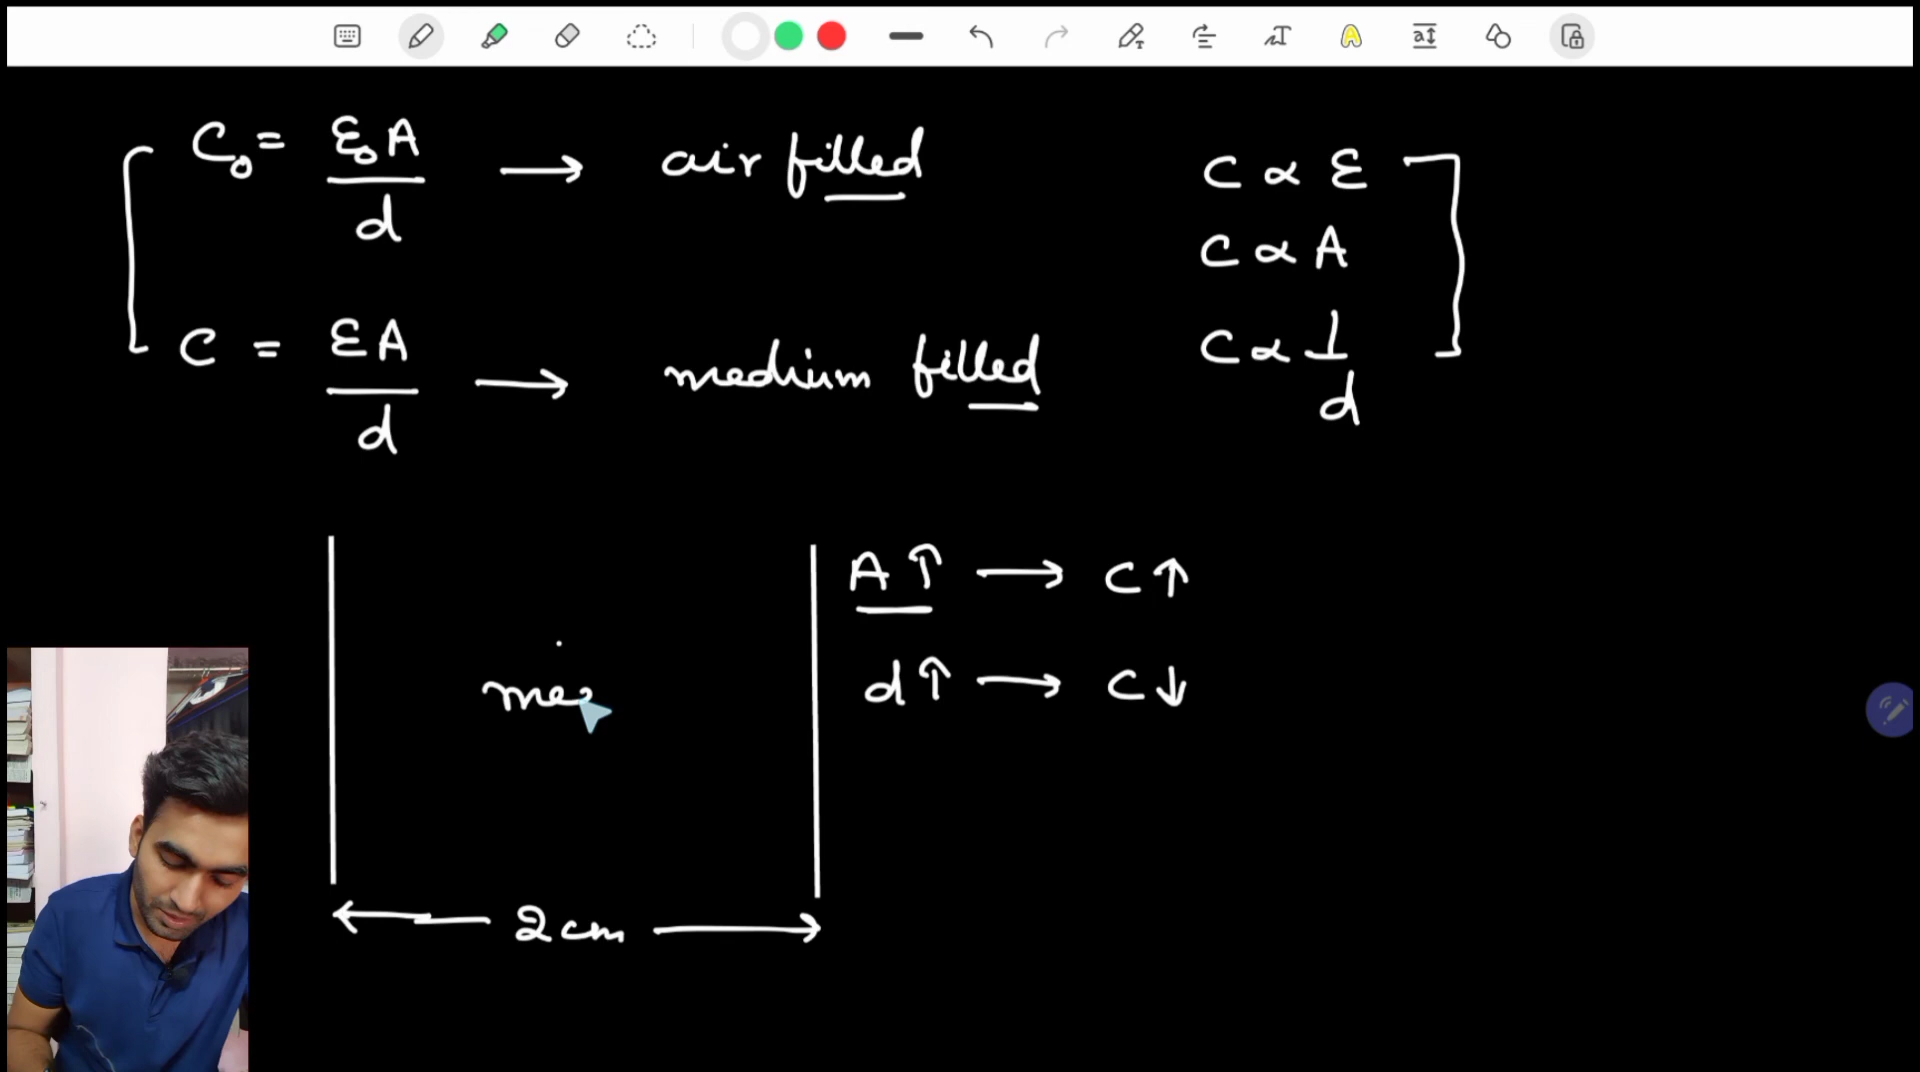 C₀ = ε₀A/d → air filled
C = εA/d → medium filled
C ∝ ε
C ∝ A
C ∝ 1/d
A↑ → C↑
d↑ → C↓
← 2cm →